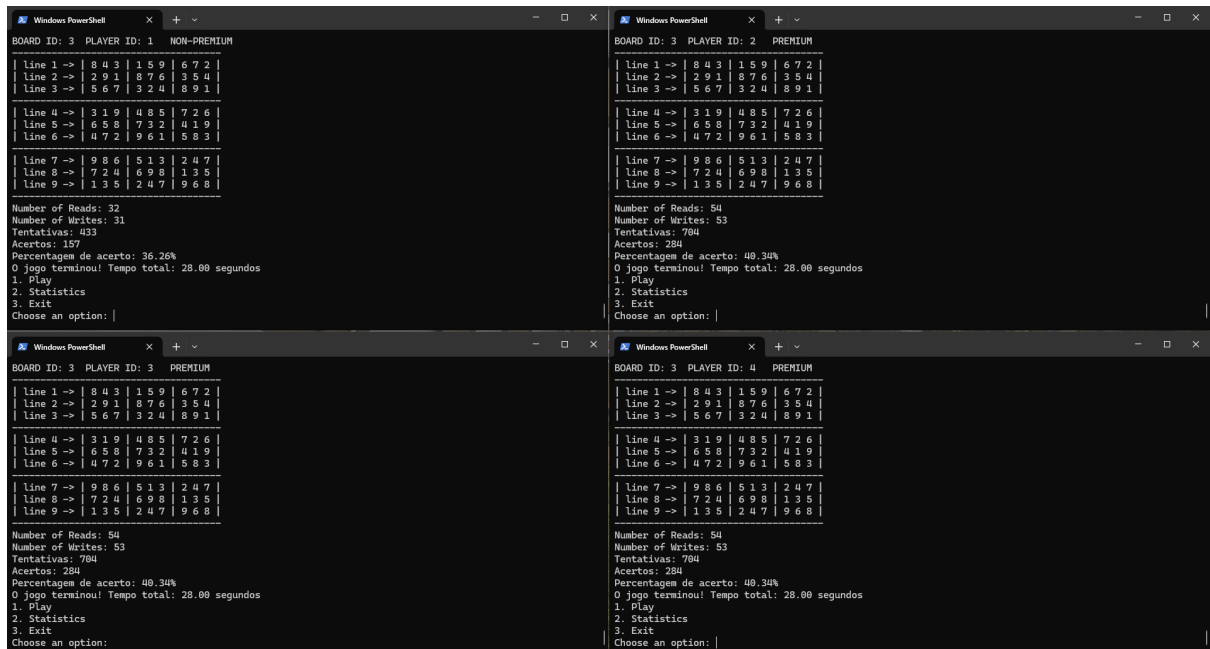 Windows PowerShell
BOARD ID: 3 PLAYER ID: 1 NON-PREMIUM
| line 1 -> | 8 4 3 | 1 5 9 | 6 7 2 |
| line 2 -> | 2 9 1 | 8 7 6 | 3 5 4 |
| line 3 -> | 5 6 7 | 3 2 4 | 8 9 1 |
| line 4 -> | 3 1 9 | 4 8 5 | 7 2 6 |
| line 5 -> | 6 5 8 | 7 3 2 | 4 1 9 |
| line 6 -> | 4 7 2 | 9 6 1 | 5 8 3 |
| line 7 -> | 9 8 6 | 5 1 3 | 2 4 7 |
| line 8 -> | 7 2 4 | 6 9 8 | 1 3 5 |
| line 9 -> | 1 3 5 | 2 4 7 | 9 6 8 |
Number of Reads: 32
Number of Writes: 31
Tentativas: 433
Acertos: 157
Percentagem de acerto: 36.26%
O jogo terminou! Tempo total: 28.00 segundos
1. Play
2. Statistics
3. Exit
Choose an option:
Windows PowerShell
BOARD ID: 3 PLAYER ID: 2 PREMIUM
| line 1 -> | 8 4 3 | 1 5 9 | 6 7 2 |
| line 2 -> | 2 9 1 | 8 7 6 | 3 5 4 |
| line 3 -> | 5 6 7 | 3 2 4 | 8 9 1 |
| line 4 -> | 3 1 9 | 4 8 5 | 7 2 6 |
| line 5 -> | 6 5 8 | 7 3 2 | 4 1 9 |
| line 6 -> | 4 7 2 | 9 6 1 | 5 8 3 |
| line 7 -> | 9 8 6 | 5 1 3 | 2 4 7 |
| line 8 -> | 7 2 4 | 6 9 8 | 1 3 5 |
| line 9 -> | 1 3 5 | 2 4 7 | 9 6 8 |
Number of Reads: 54
Number of Writes: 53
Tentativas: 704
Acertos: 284
Percentagem de acerto: 40.34%
O jogo terminou! Tempo total: 28.00 segundos
1. Play
2. Statistics
3. Exit
Choose an option:
Windows PowerShell
BOARD ID: 3 PLAYER ID: 3 PREMIUM
| line 1 -> | 8 4 3 | 1 5 9 | 6 7 2 |
| line 2 -> | 2 9 1 | 8 7 6 | 3 5 4 |
| line 3 -> | 5 6 7 | 3 2 4 | 8 9 1 |
| line 4 -> | 3 1 9 | 4 8 5 | 7 2 6 |
| line 5 -> | 6 5 8 | 7 3 2 | 4 1 9 |
| line 6 -> | 4 7 2 | 9 6 1 | 5 8 3 |
| line 7 -> | 9 8 6 | 5 1 3 | 2 4 7 |
| line 8 -> | 7 2 4 | 6 9 8 | 1 3 5 |
| line 9 -> | 1 3 5 | 2 4 7 | 9 6 8 |
Number of Reads: 54
Number of Writes: 53
Tentativas: 704
Acertos: 284
Percentagem de acerto: 40.34%
O jogo terminou! Tempo total: 28.00 segundos
1. Play
2. Statistics
3. Exit
Choose an option:
Windows PowerShell
BOARD ID: 3 PLAYER ID: 4 PREMIUM
| line 1 -> | 8 4 3 | 1 5 9 | 6 7 2 |
| line 2 -> | 2 9 1 | 8 7 6 | 3 5 4 |
| line 3 -> | 5 6 7 | 3 2 4 | 8 9 1 |
| line 4 -> | 3 1 9 | 4 8 5 | 7 2 6 |
| line 5 -> | 6 5 8 | 7 3 2 | 4 1 9 |
| line 6 -> | 4 7 2 | 9 6 1 | 5 8 3 |
| line 7 -> | 9 8 6 | 5 1 3 | 2 4 7 |
| line 8 -> | 7 2 4 | 6 9 8 | 1 3 5 |
| line 9 -> | 1 3 5 | 2 4 7 | 9 6 8 |
Number of Reads: 54
Number of Writes: 53
Tentativas: 704
Acertos: 284
Percentagem de acerto: 40.34%
O jogo terminou! Tempo total: 28.00 segundos
1. Play
2. Statistics
3. Exit
Choose an option: